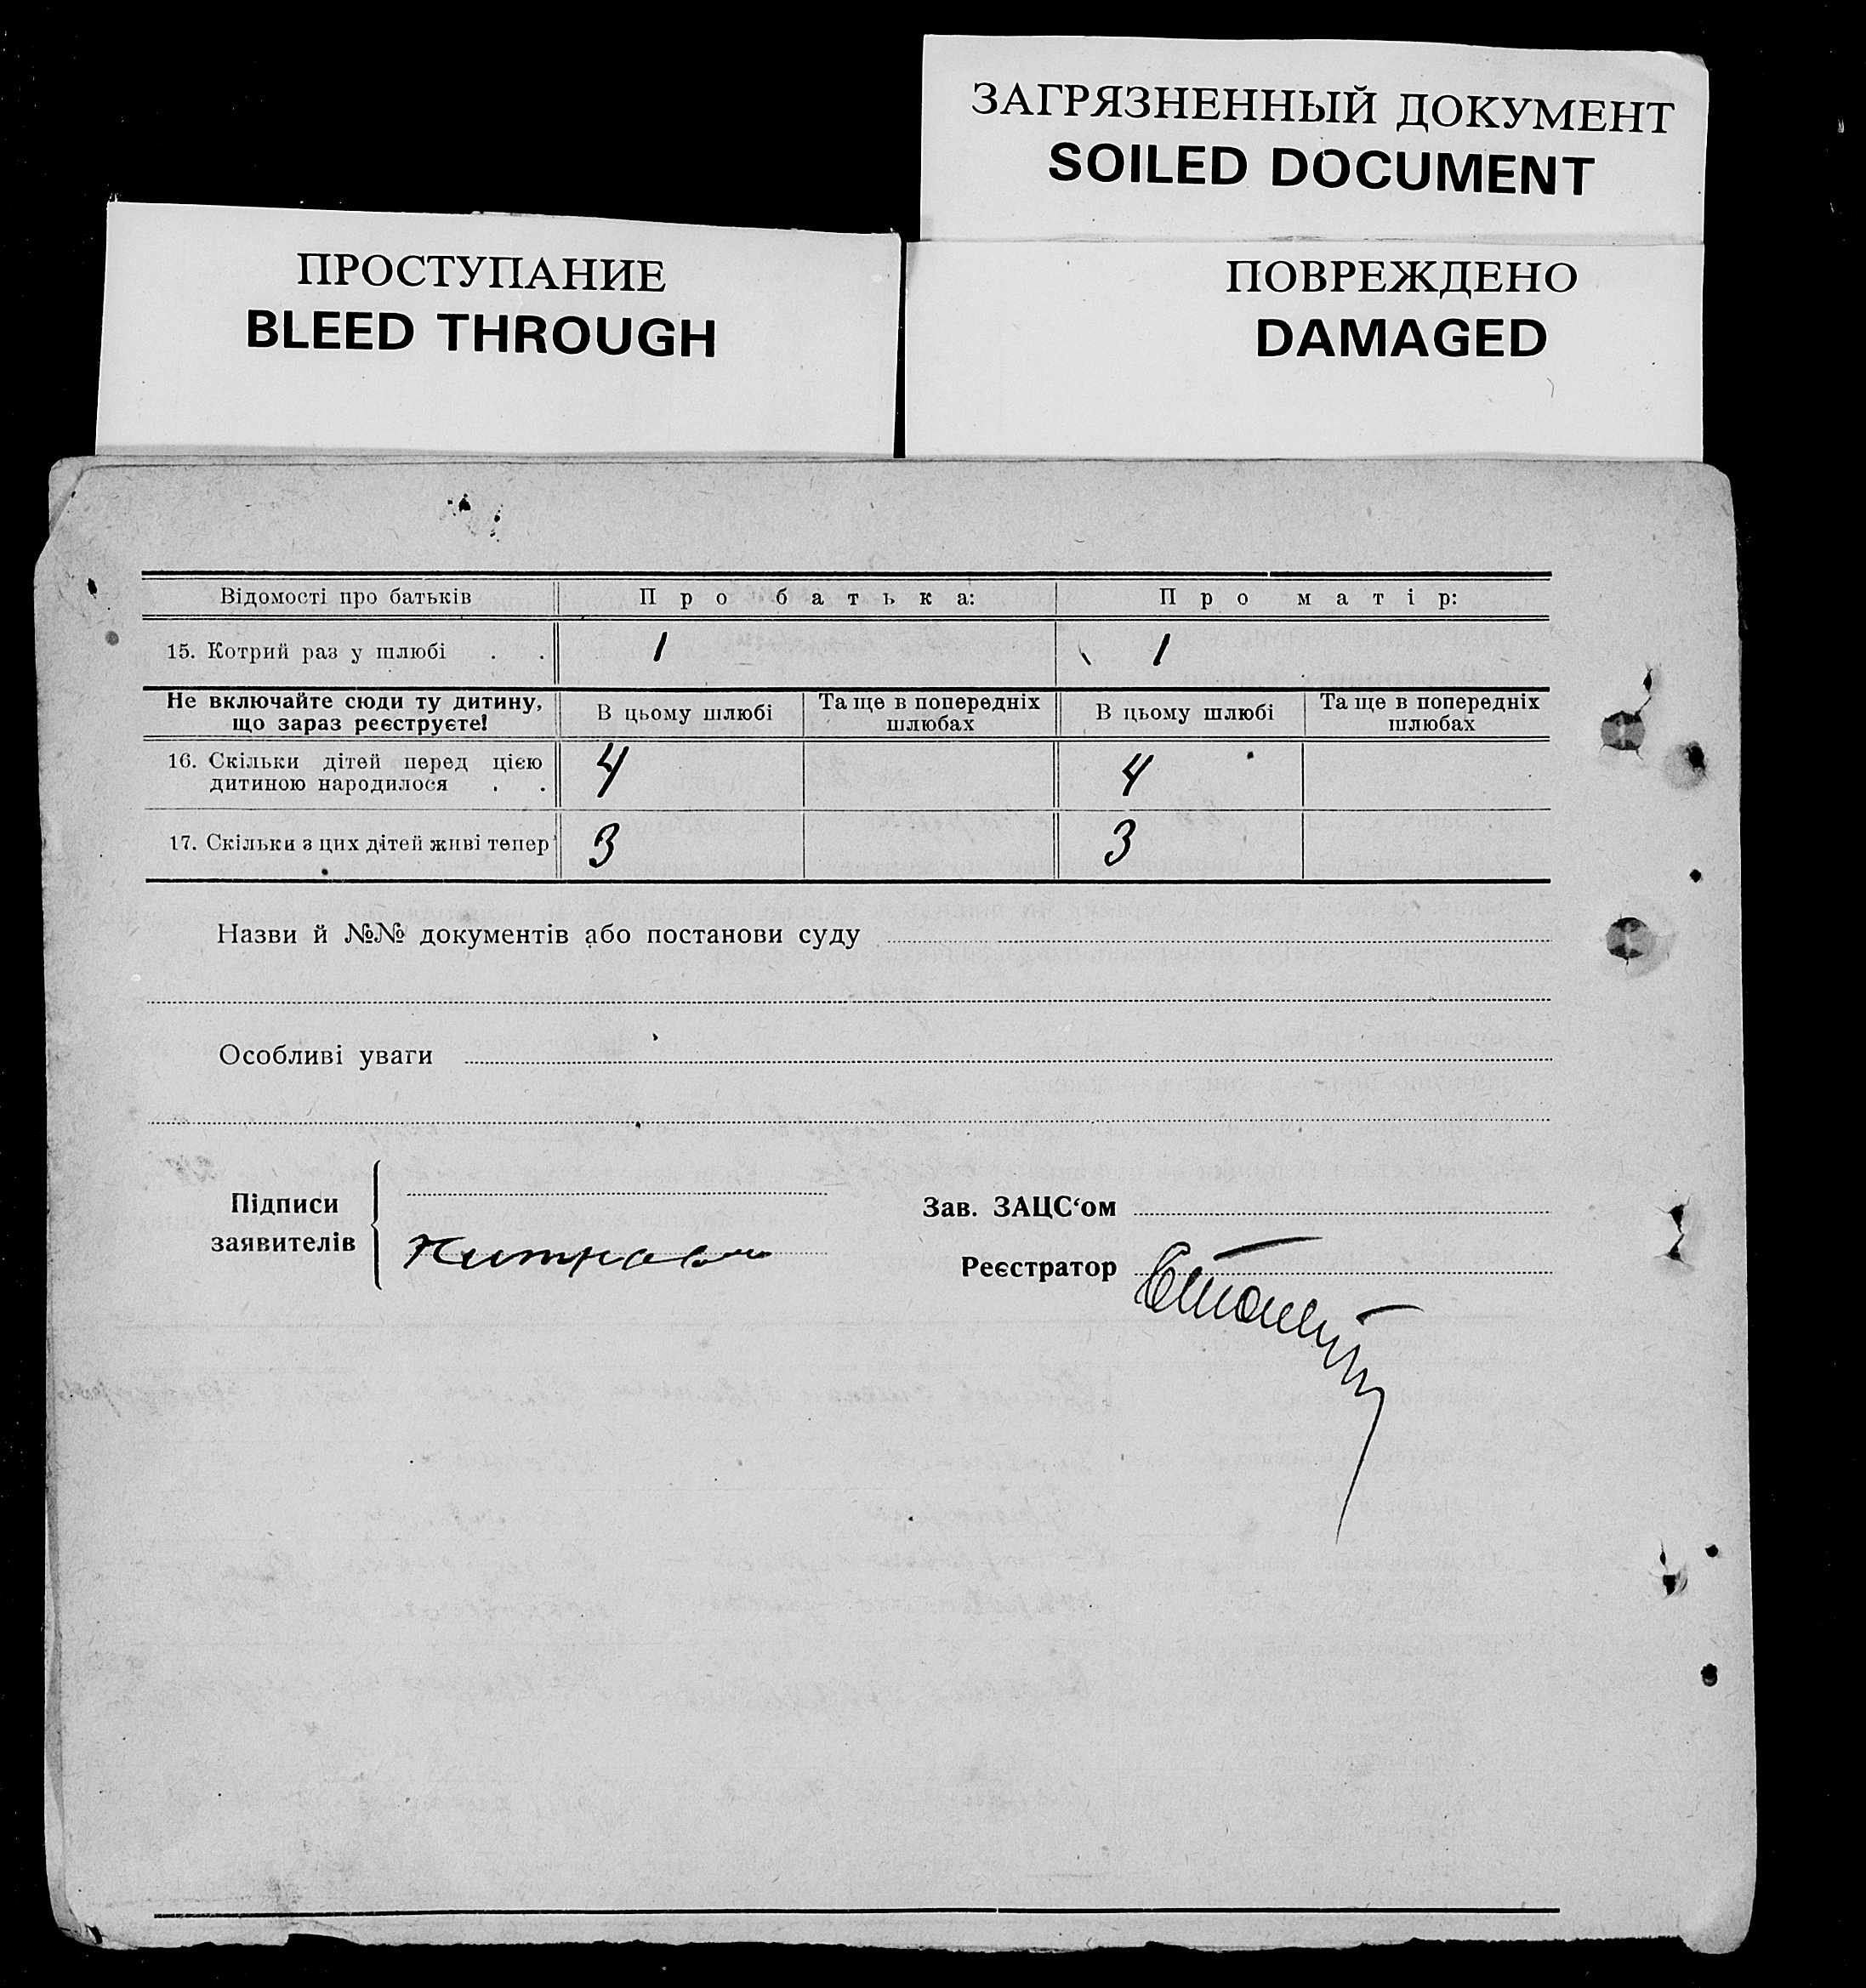 ЗАГРЯЗНЕННЫЙ ДОКУМЕНТ
SOILED DOCUMENT
ПРОСТУПАНИЕ
BLEED THROUGH
ПОВРЕЖДЕНО
DAMAGED
Відомості про батьків Про батька: Про матір:
15. Котрий раз у шлюбі . . 1 1
Не включайте сюди ту дитину, що зараз реєструєте! В цьому шлюбі Та ще в попередніх шлюбах В цьому шлюбі Та ще в попередніх шлюбах
16. Скільки дітей перед цією дитиною народилося . . 4 4
17. Скільки з цих дітей живі тепер 3 3
Назви й №№ документів або постанови суду
Особливі уваги
Підписи заявителів
Зав. ЗАЦС‘ом
Реєстратор